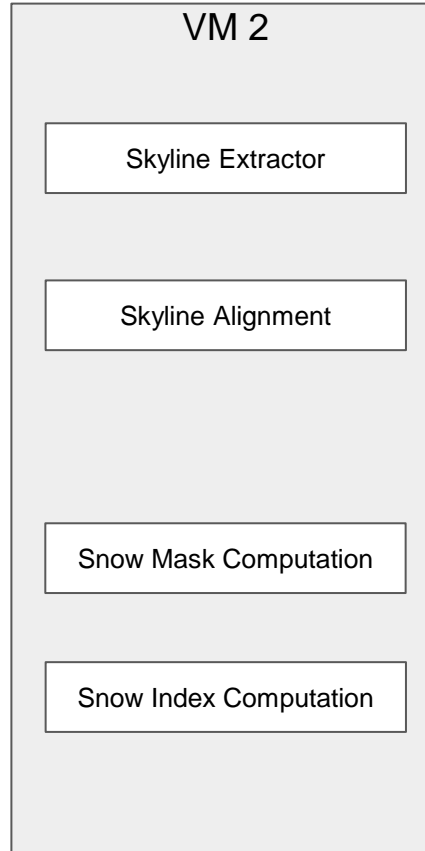 VM 2
Skyline Extractor
Skyline Alignment
Snow Mask Computation
Snow Index Computation